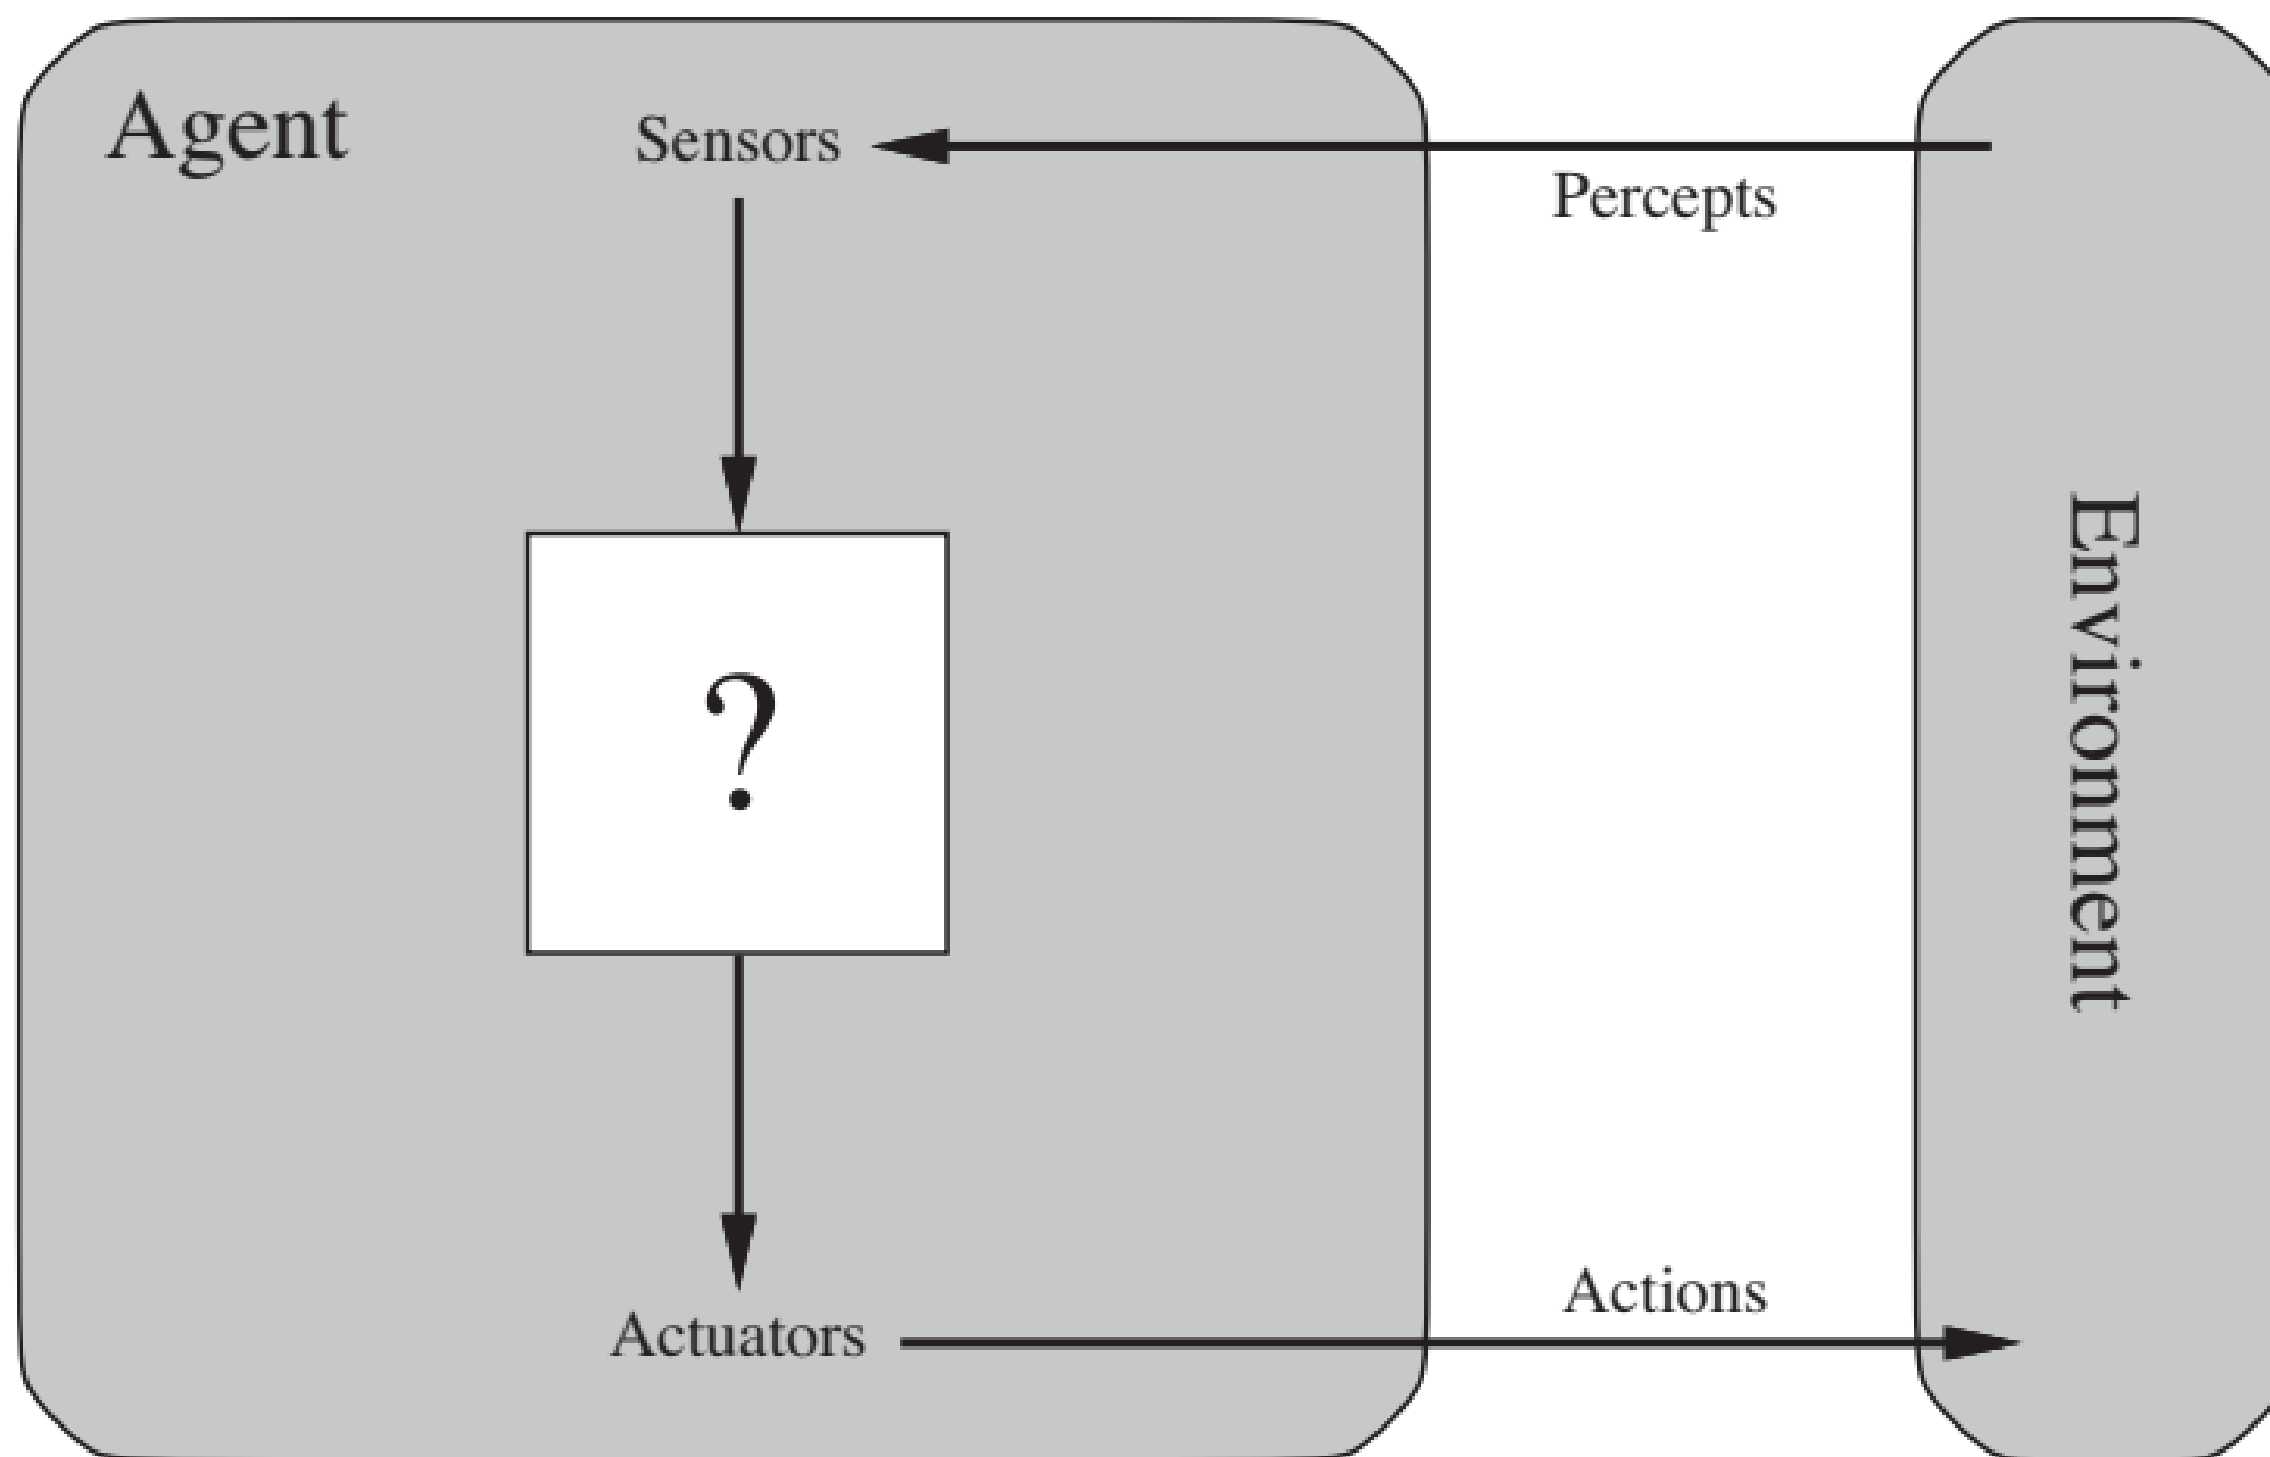 Agent
Sensors
Percepts
?
Environment
Actions
Actuators